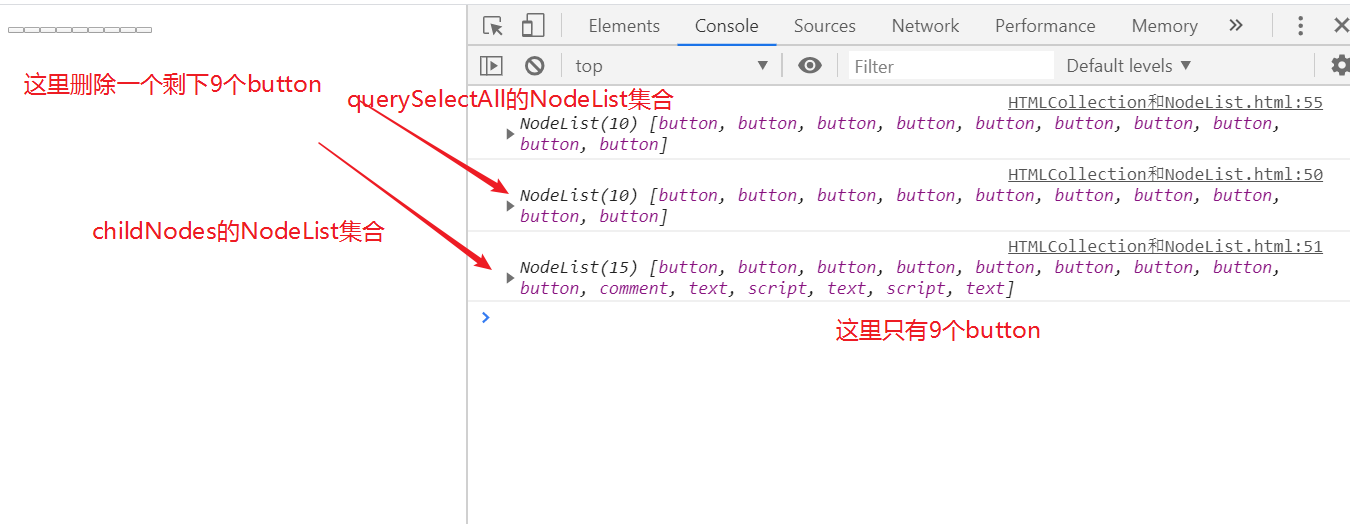 Elements Console Sources Network Performance Memory
top Filter Default levels
这里删除一个剩下9个button
querySelectAll的NodeList集合
HTMLCollection和NodeList.html:55
NodeList(10) [button, button, button, button, button, button, button, button,
button, button]
HTMLCollection和NodeList.html:50
NodeList(10) [button, button, button, button, button, button, button, button,
button, button]
childNodes的NodeList集合
HTMLCollection和NodeList.html:51
NodeList(15) [button, button, button, button, button, button, button, button,
button, comment, text, script, text, script, text]
这里只有9个button